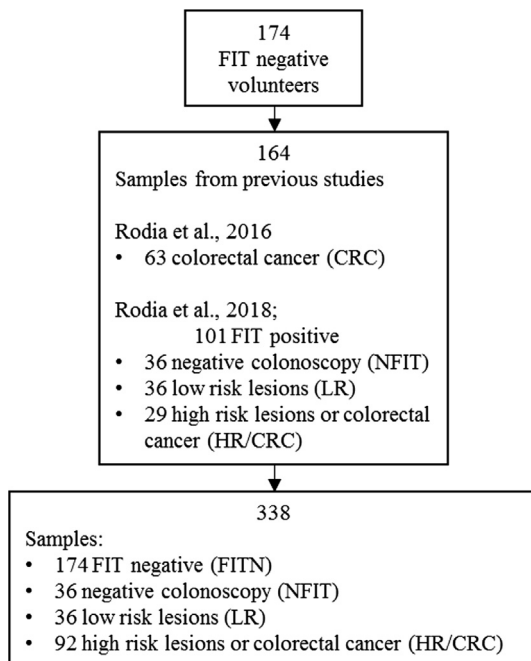 174
FIT negative
volunteers
164
Samples from previous studies
Rodia et al., 2016
• 63 colorectal cancer (CRC)
Rodia et al., 2018;
101 FIT positive
• 36 negative colonoscopy (NFIT)
• 36 low risk lesions (LR)
• 29 high risk lesions or colorectal
cancer (HR/CRC)
338
Samples:
• 174 FIT negative (FITN)
• 36 negative colonoscopy (NFIT)
• 36 low risk lesions (LR)
• 92 high risk lesions or colorectal cancer (HR/CRC)